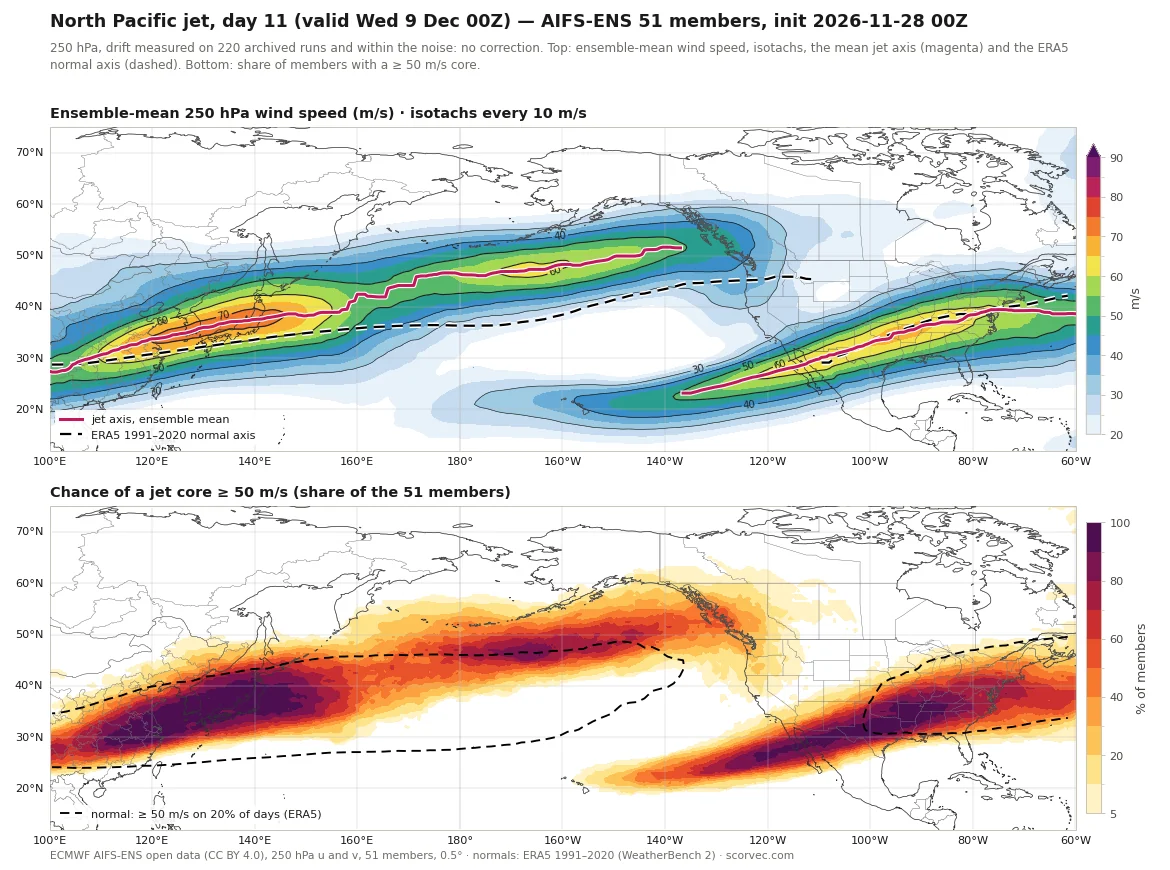 North Pacific jet, day 11 (valid Wed 9 Dec 00Z) — AIFS-ENS 51 members, init 2026-11-28 00Z
250 hPa, drift measured on 220 archived runs and within the noise: no correction. Top: ensemble-mean wind speed, isotachs, the mean jet axis (magenta) and the ERA5
normal axis (dashed). Bottom: share of members with a ≥ 50 m/s core.
Ensemble-mean 250 hPa wind speed (m/s) · isotachs every 10 m/s
70°N
60°N
50°N
40°N
30°N
20°N
40
60
60
70
50
30
30
50
60
40
jet axis, ensemble mean
ERA5 1991–2020 normal axis
100°E 120°E 140°E 160°E 180° 160°W 140°W 120°W 100°W 80°W 60°W
90
80
70
60
50
40
30
20
m/s
Chance of a jet core ≥ 50 m/s (share of the 51 members)
70°N
60°N
50°N
40°N
30°N
20°N
normal: ≥ 50 m/s on 20% of days (ERA5)
100°E 120°E 140°E 160°E 180° 160°W 140°W 120°W 100°W 80°W 60°W
100
80
60
40
20
5
% of members
ECMWF AIFS-ENS open data (CC BY 4.0), 250 hPa u and v, 51 members, 0.5° · normals: ERA5 1991–2020 (WeatherBench 2) · scorvec.com